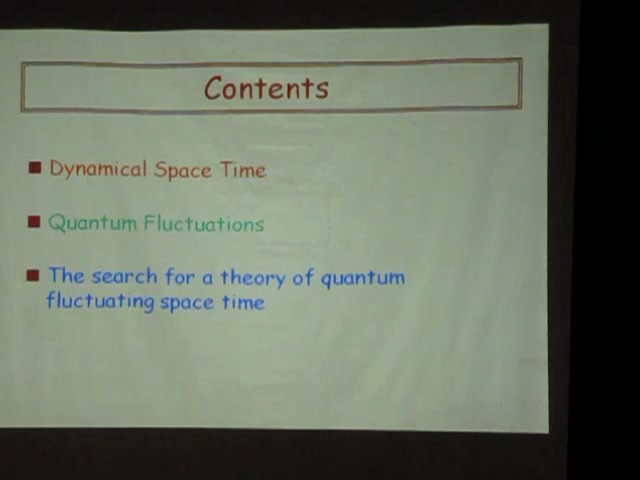 Contents
Dynamical Space Time
Quantum Fluctuations
The search for a theory of quantum
fluctuating space time